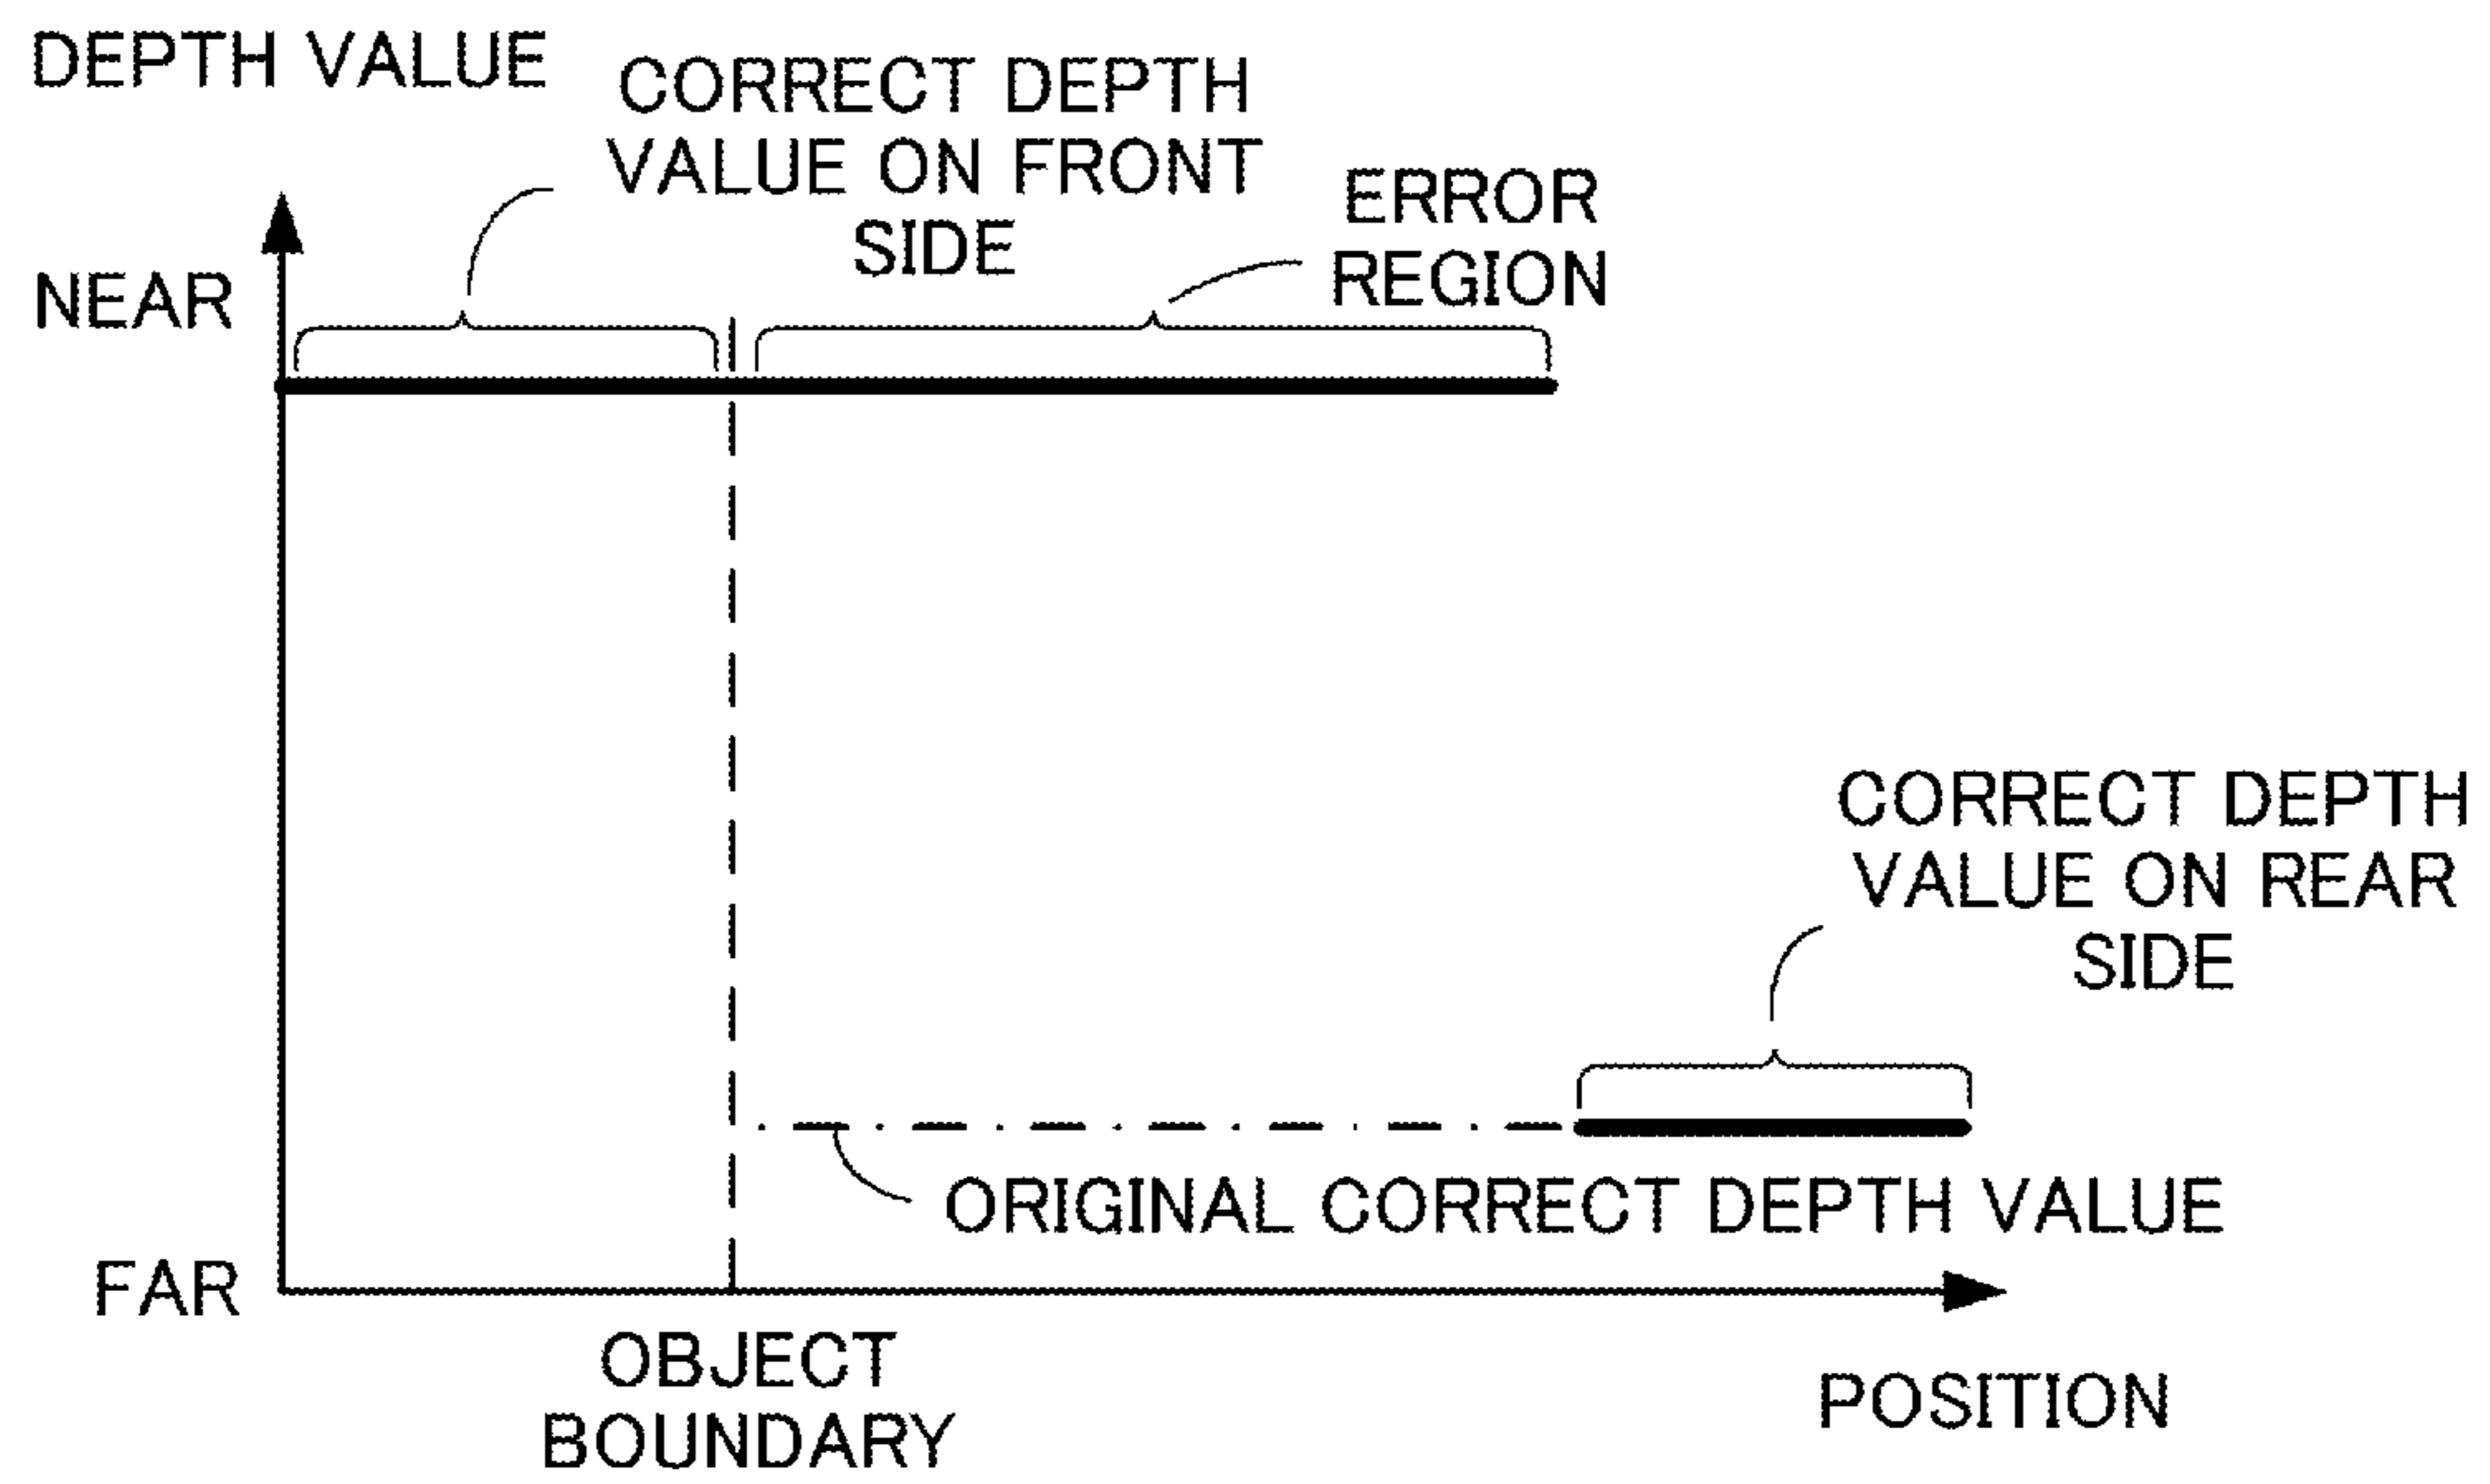 DEPTH VALUE
CORRECT DEPTH
VALUE ON FRONT
SIDE
ERROR
REGION
NEAR
CORRECT DEPTH
VALUE ON REAR
SIDE
ORIGINAL CORRECT DEPTH VALUE
FAR
OBJECT
BOUNDARY
POSITION